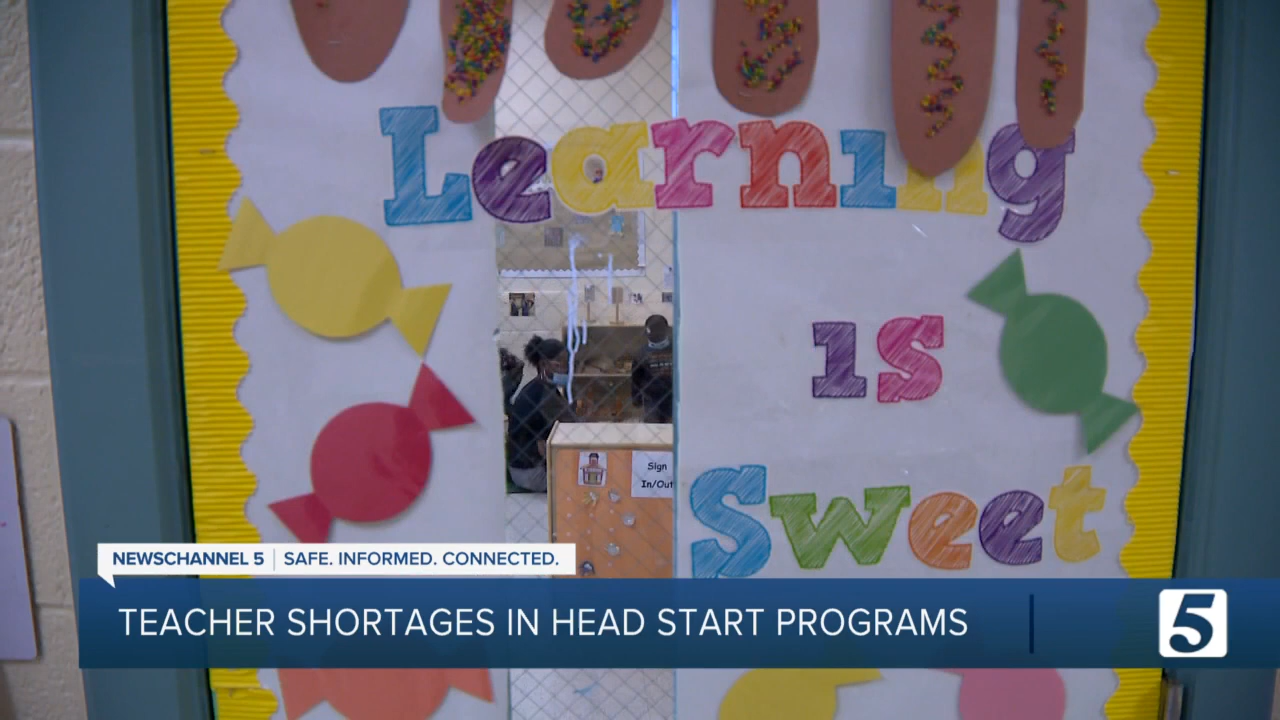 Learning
is
Sweet
Sign
In/Out
NEWSCHANNEL 5 | SAFE. INFORMED. CONNECTED.
TEACHER SHORTAGES IN HEAD START PROGRAMS
5